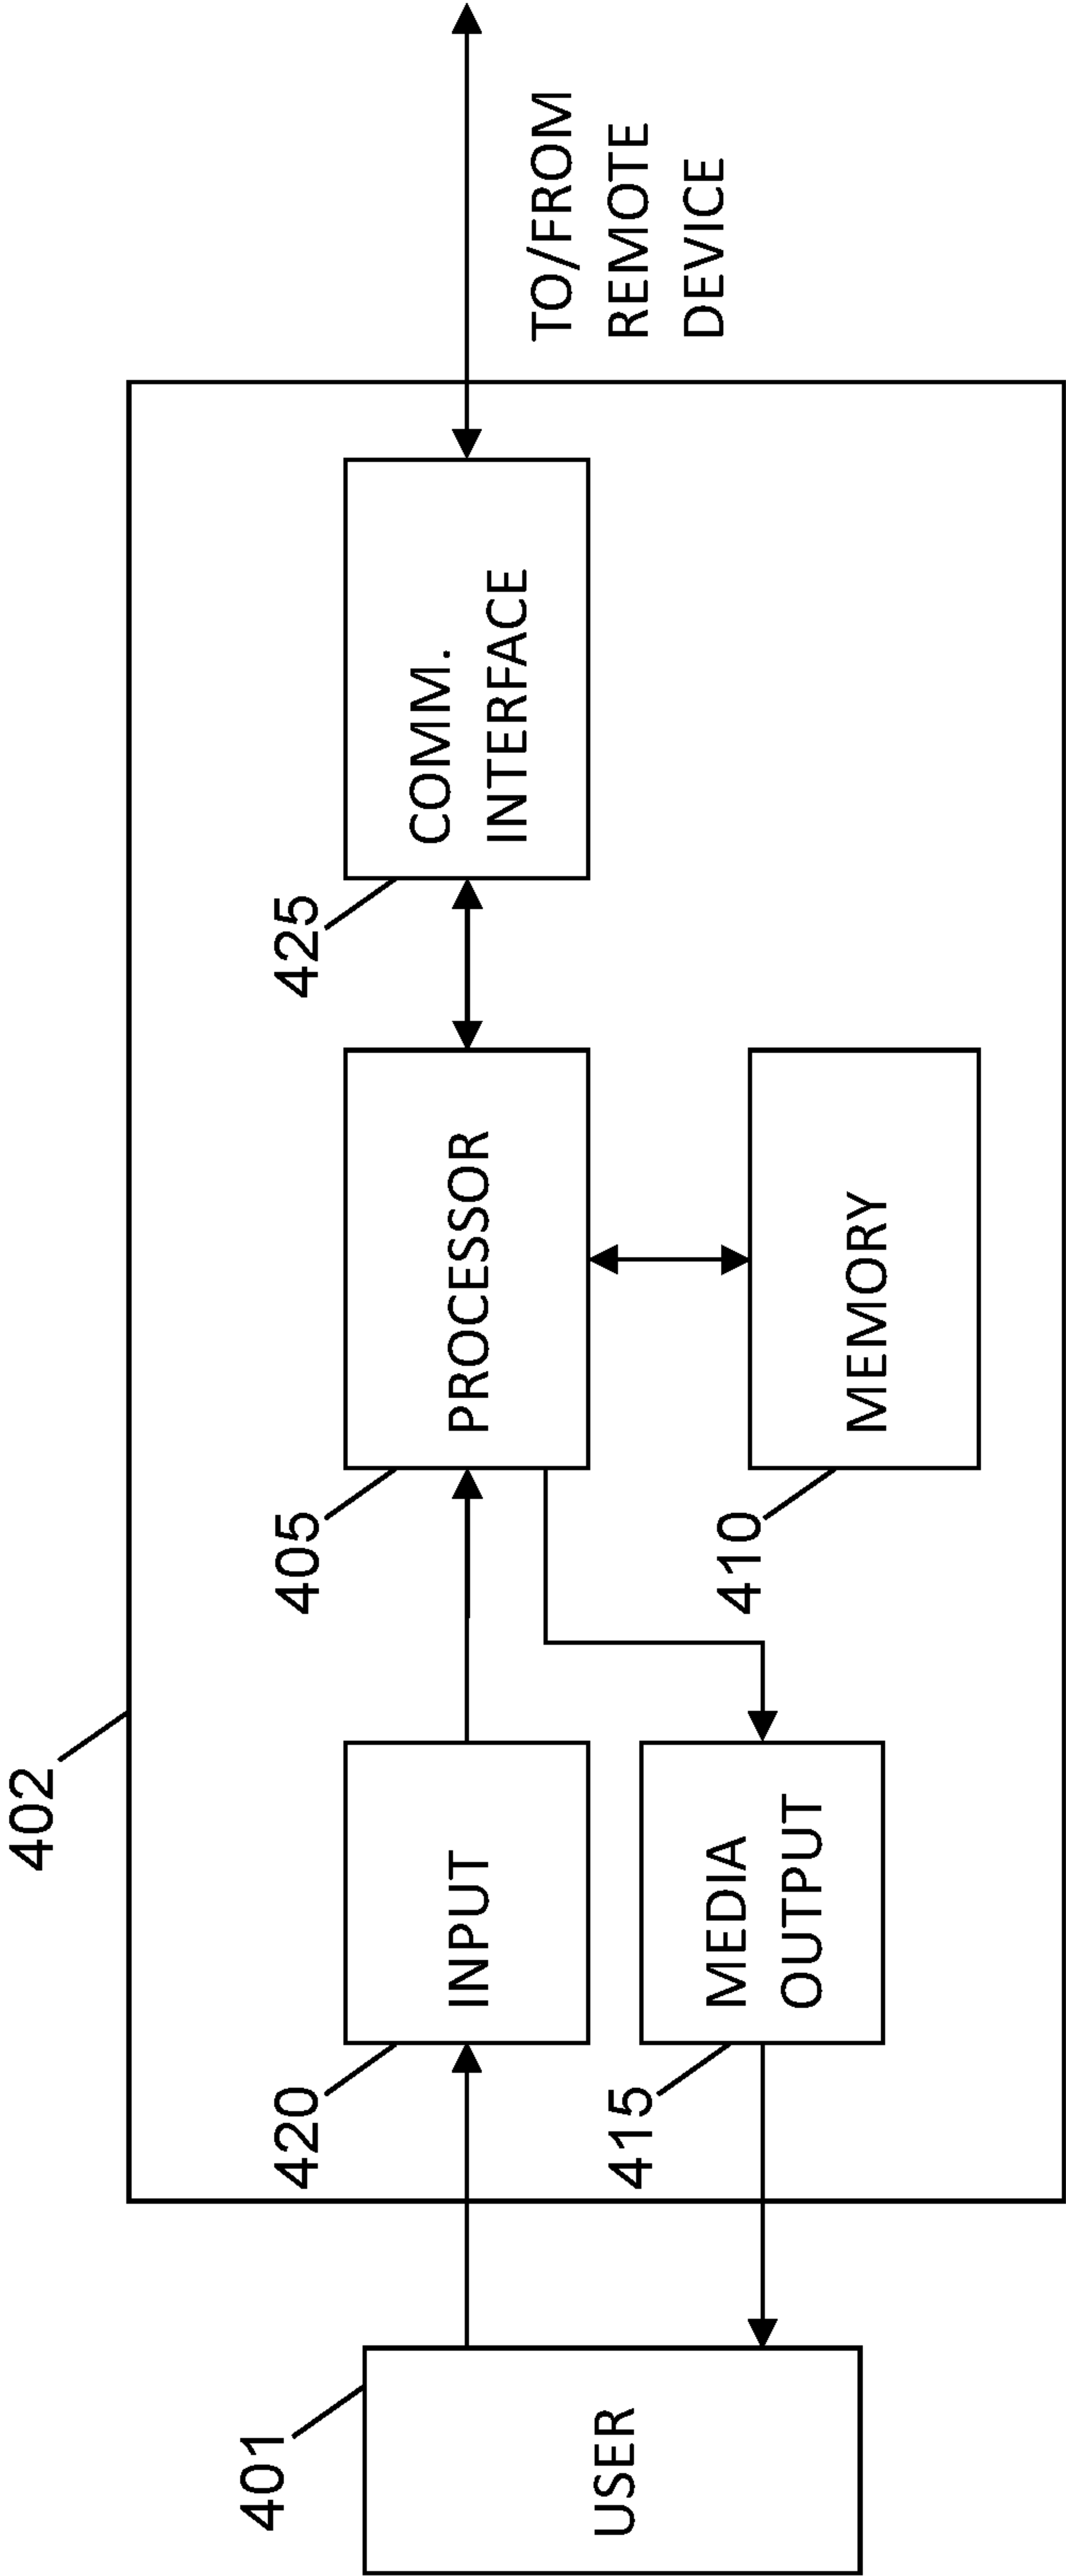 402
401
USER
420
INPUT
405
PROCESSOR
425
COMM.
INTERFACE
TO/FROM
REMOTE
DEVICE
415
MEDIA
OUTPUT
410
MEMORY